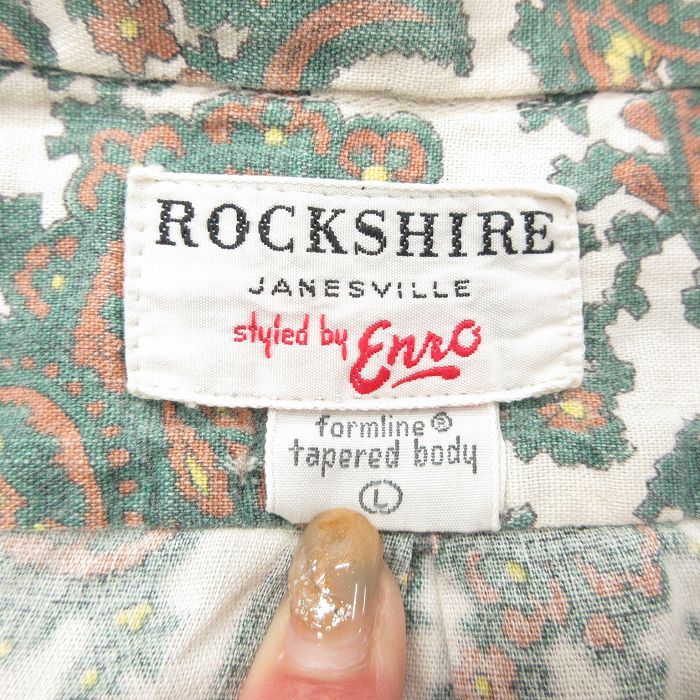 ROCKSHIRE
JANESVILLE
styled by Enro
formline®
tapered body
L